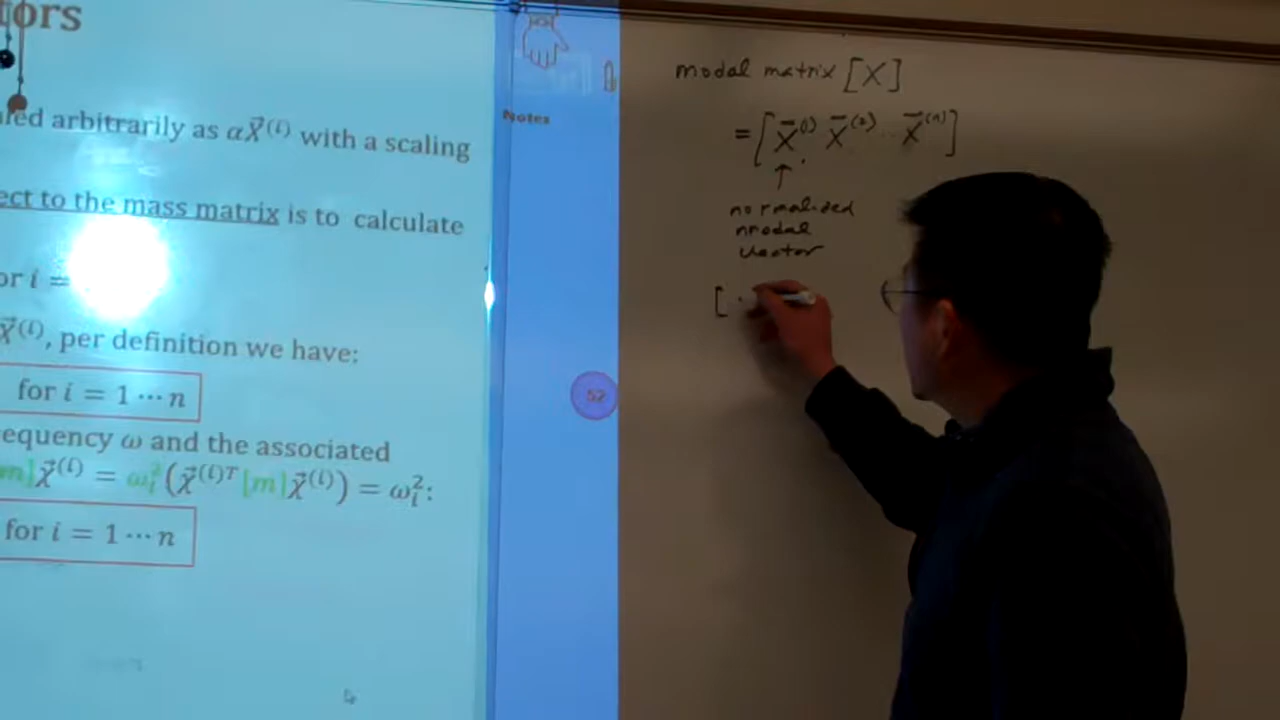 tors
led arbitrarily as αX⃗⁽ⁱ⁾ with a scaling
ect to the mass matrix is to calculate
or i =
X⃗⁽ⁱ⁾, per definition we have:
for i = 1 ⋯ n
equency ω and the associated
m]X⃗⁽ⁱ⁾ = ωᵢ²(X⃗⁽ⁱ⁾ᵀ[m]X⃗⁽ⁱ⁾) = ωᵢ²:
for i = 1 ⋯ n
Notes
52
modal matrix [X]
= [X⃗⁽¹⁾ X⃗⁽²⁾ ⋯ X⃗⁽ⁿ⁾]
↑
normalized
modal
vector
[